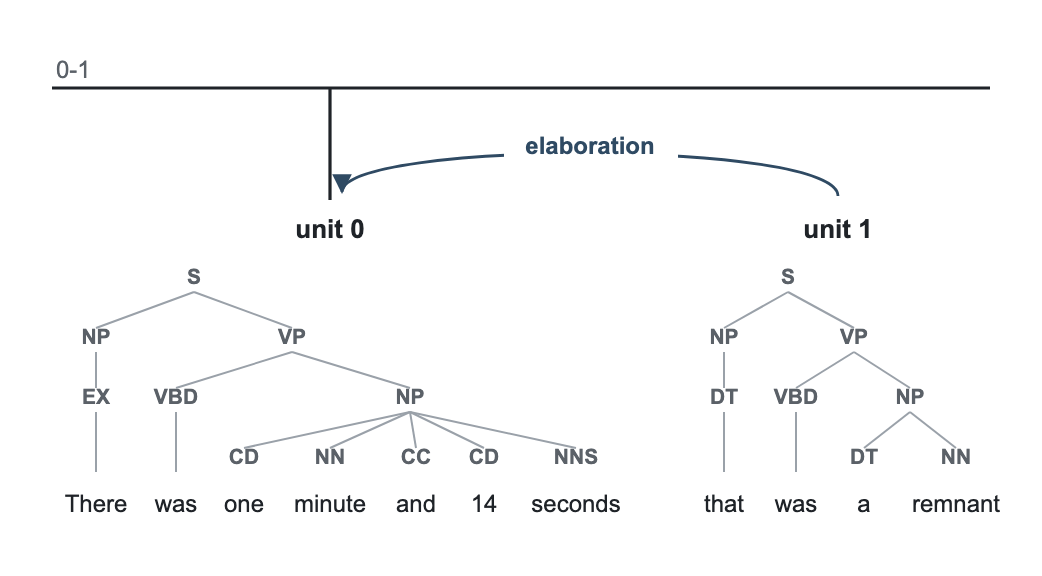 0-1
elaboration
unit 0 unit 1
S S
NP VP NP VP
EX VBD NP DT VBD NP
CD NN CC CD NNS DT NN
There was one minute and 14 seconds that was a remnant